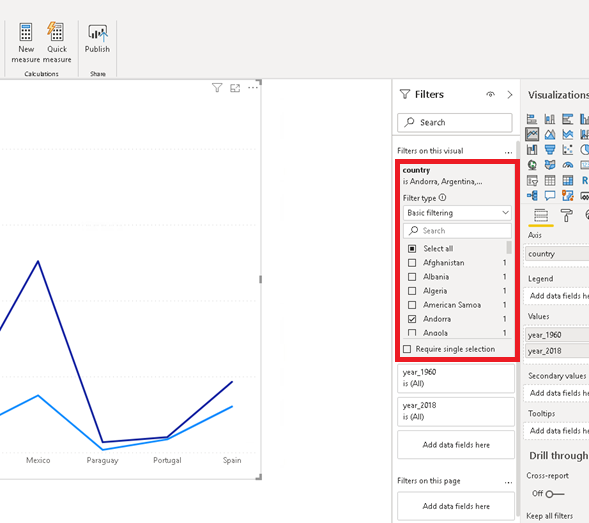 New
measure
Quick
measure
Publish
Calculations
Share
Mexico
Paraguay
Portugal
Spain
Filters
Search
Filters on this visual
country
is Andorra, Argentina,...
Filter type
Basic filtering
Search
Select all
Afghanistan 1
Albania 1
Algeria 1
American Samoa 1
Andorra 1
Angola 1
Require single selection
year_1960
is (All)
year_2018
is (All)
Add data fields here
Filters on this page
Add data fields here
Visualizations
R
Axis
country
Legend
Add data fields here
Values
year_1960
year_2018
Secondary values
Add data fields here
Tooltips
Add data fields here
Drill through
Cross-report
Off
Keep all filters